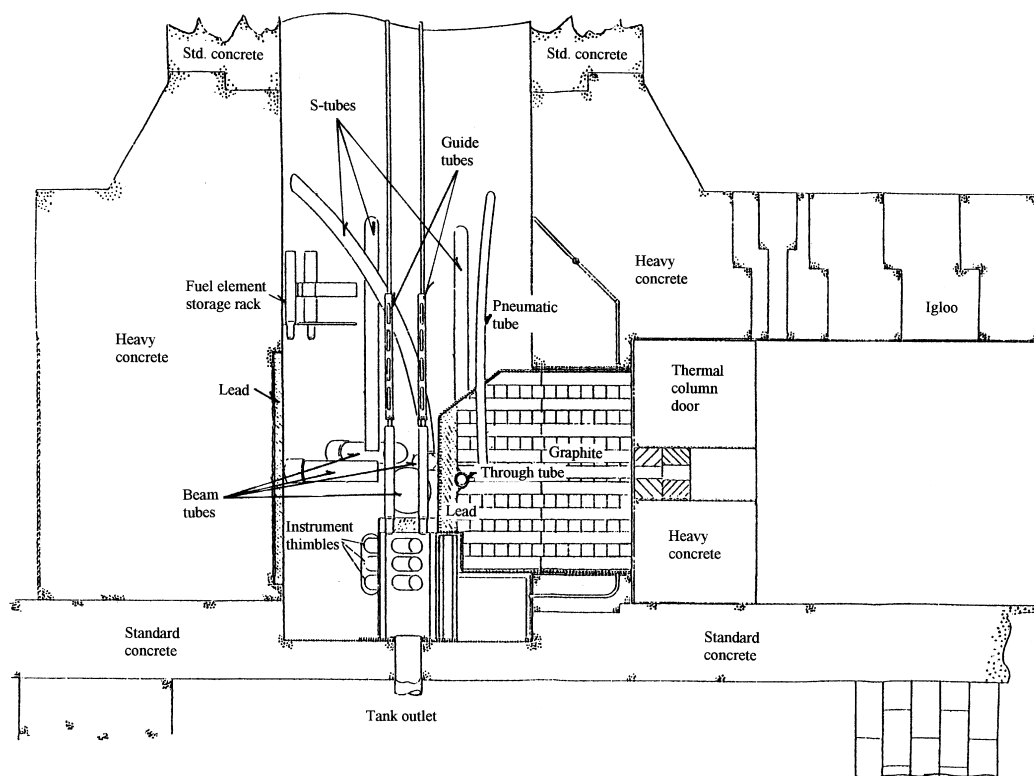 Std. concrete
Std. concrete
S-tubes
Guide
tubes
Fuel element
storage rack
Heavy
concrete
Pneumatic
tube
Heavy
concrete
Igloo
Lead
Thermal
column
door
Graphite
Through tube
Beam
tubes
Lead
Instrument
thimbles
Heavy
concrete
Standard
concrete
Standard
concrete
Tank outlet